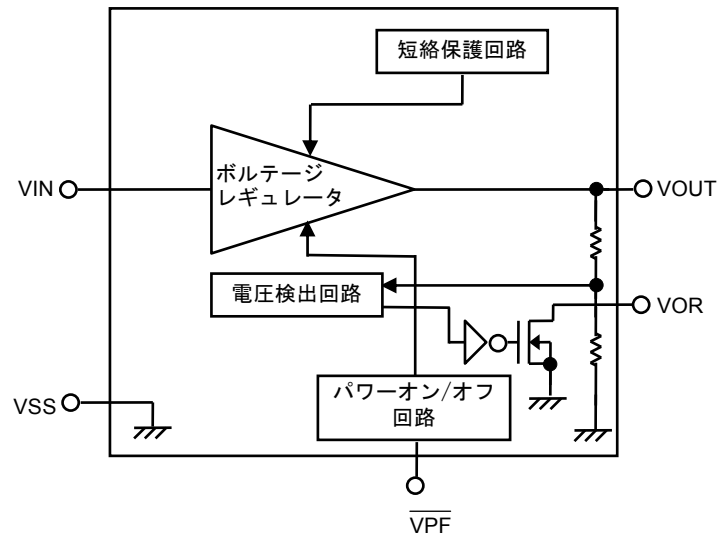 短絡保護回路
ボルテージ
レギュレータ
VIN
VOUT
電圧検出回路
VOR
パワーオン/オフ
回路
VSS
VPF